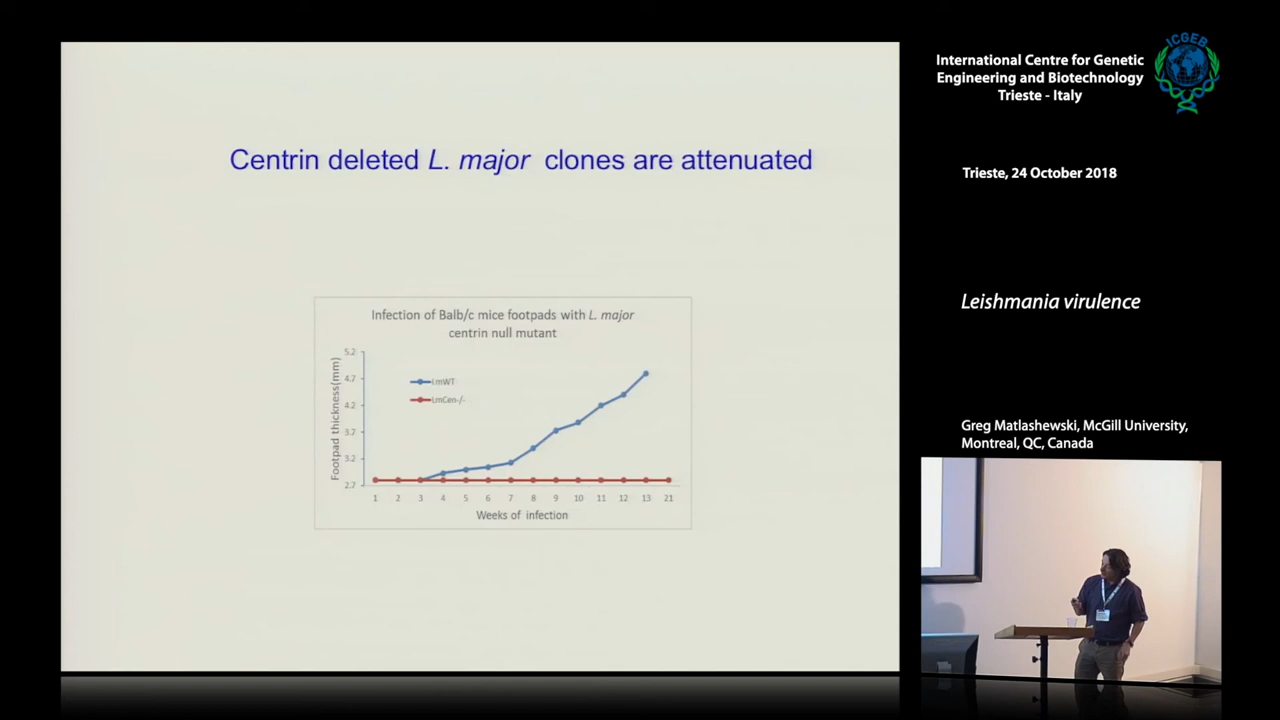 Centrin deleted L. major clones are attenuated
Infection of Balb/c mice footpads with L. major
centrin null mutant
Footpad thickness(mm)
5.2
4.7
4.2
3.7
3.2
2.7
LmWT
LmCen-/-
1 2 3 4 5 6 7 8 9 10 11 12 13 21
Weeks of infection
International Centre for Genetic
Engineering and Biotechnology
Trieste - Italy
ICGEB
Trieste, 24 October 2018
Leishmania virulence
Greg Matlashewski, McGill University,
Montreal, QC, Canada